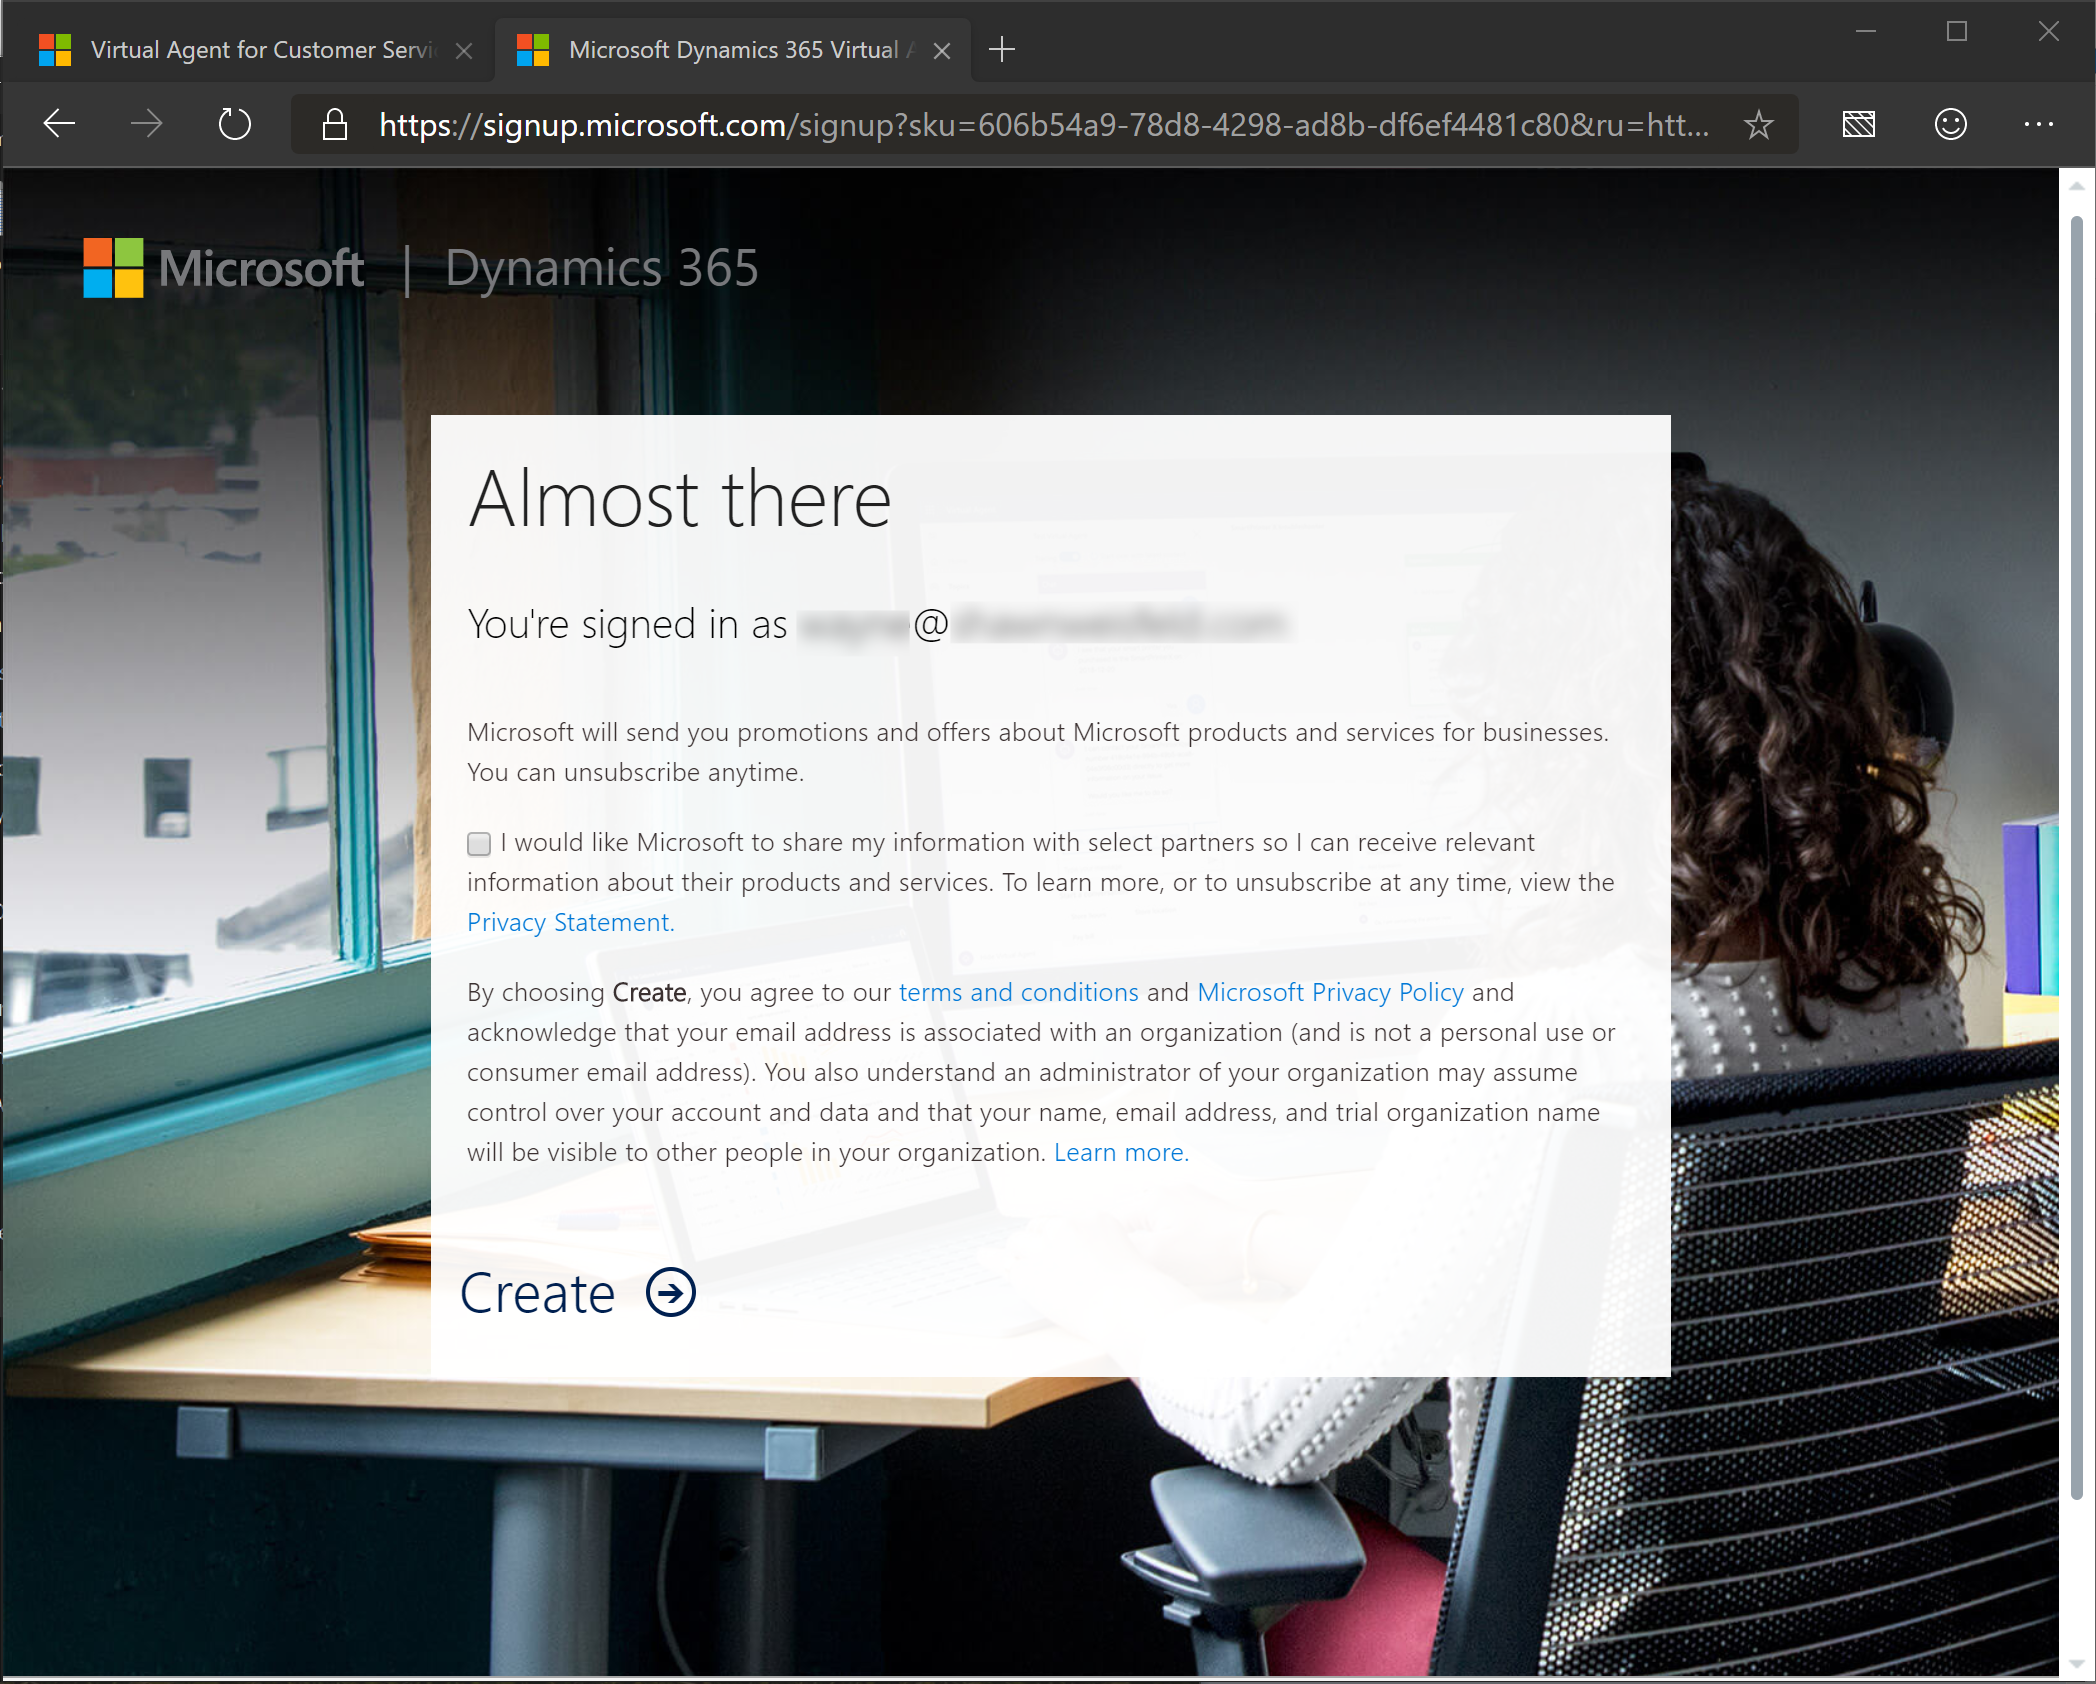 Virtual Agent for Customer Servi
Microsoft Dynamics 365 Virtual A
https://signup.microsoft.com/signup?sku=606b54a9-78d8-4298-ad8b-df6ef4481c80&ru=htt...
Microsoft | Dynamics 365
Almost there
You're signed in as @
Microsoft will send you promotions and offers about Microsoft products and services for businesses.
You can unsubscribe anytime.
I would like Microsoft to share my information with select partners so I can receive relevant
information about their products and services. To learn more, or to unsubscribe at any time, view the
Privacy Statement.
By choosing Create, you agree to our terms and conditions and Microsoft Privacy Policy and
acknowledge that your email address is associated with an organization (and is not a personal use or
consumer email address). You also understand an administrator of your organization may assume
control over your account and data and that your name, email address, and trial organization name
will be visible to other people in your organization. Learn more.
Create